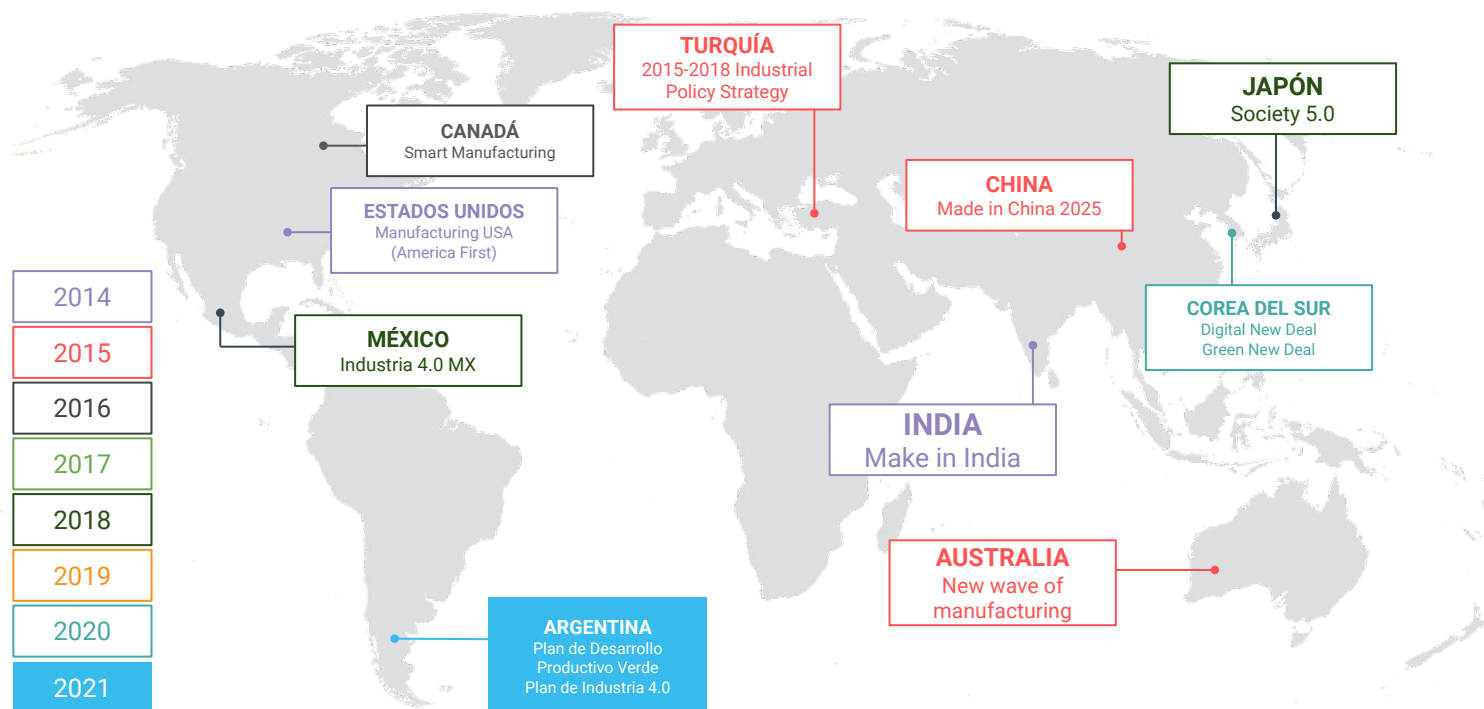 TURQUÍA
2015-2018 Industrial
Policy Strategy
JAPÓN
Society 5.0
CANADÁ
Smart Manufacturing
CHINA
Made in China 2025
ESTADOS UNIDOS
Manufacturing USA
(America First)
COREA DEL SUR
Digital New Deal
Green New Deal
MÉXICO
Industria 4.0 MX
INDIA
Make in India
AUSTRALIA
New wave of
manufacturing
ARGENTINA
Plan de Desarrollo
Productivo Verde
Plan de Industria 4.0
2014
2015
2016
2017
2018
2019
2020
2021